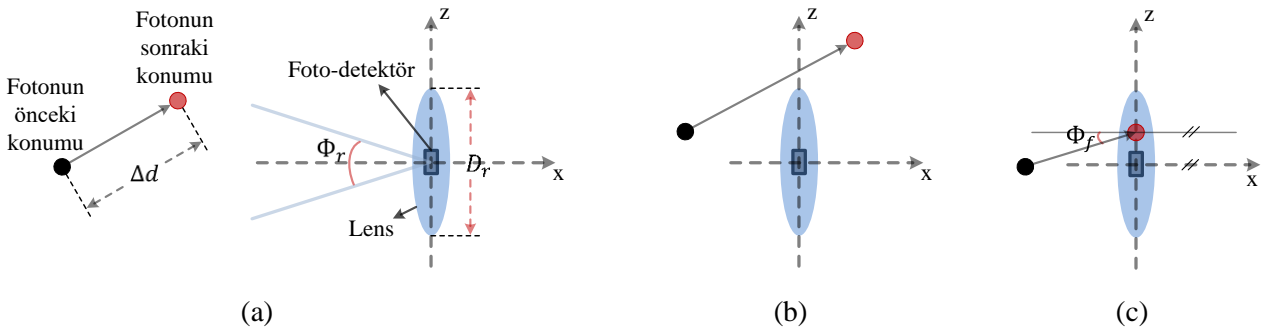 Fotonun
sonraki
konumu
Fotonun
önceki
konumu
Δd
Foto-detektör
Φr
Lens
Dr
z
x
(a)
z
x
(b)
z
Φf
x
(c)